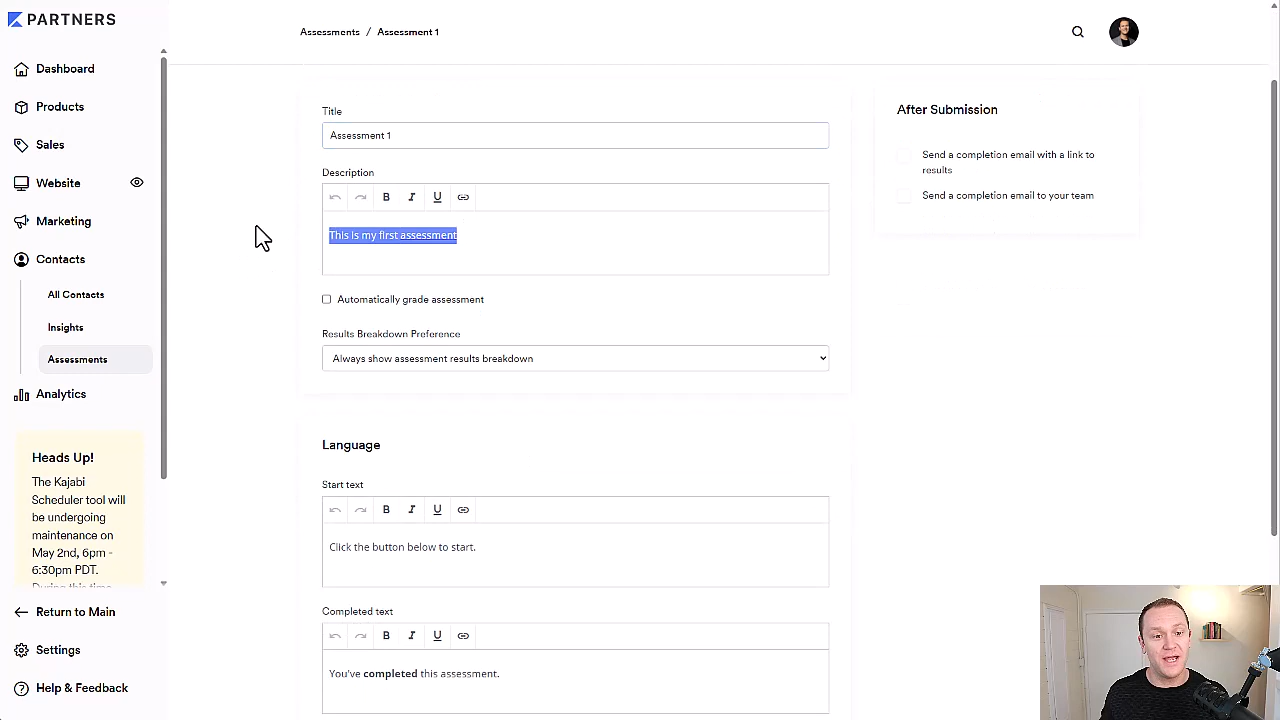 PARTNERS
Dashboard
Products
Sales
Website
Marketing
Contacts
All Contacts
Insights
Assessments
Analytics
Heads Up!
The Kajabi
Scheduler tool will
be undergoing
maintenance on
May 2nd, 6pm -
6:30pm PDT.
During this time
Return to Main
Settings
Help & Feedback
Assessments / Assessment 1
Title
Assessment 1
Description
B I U
This is my first assessment
Automatically grade assessment
Results Breakdown Preference
Always show assessment results breakdown
Language
Start text
B I U
Click the button below to start.
Completed text
B I U
You've completed this assessment.
After Submission
Send a completion email with a link to
results
Send a completion email to your team